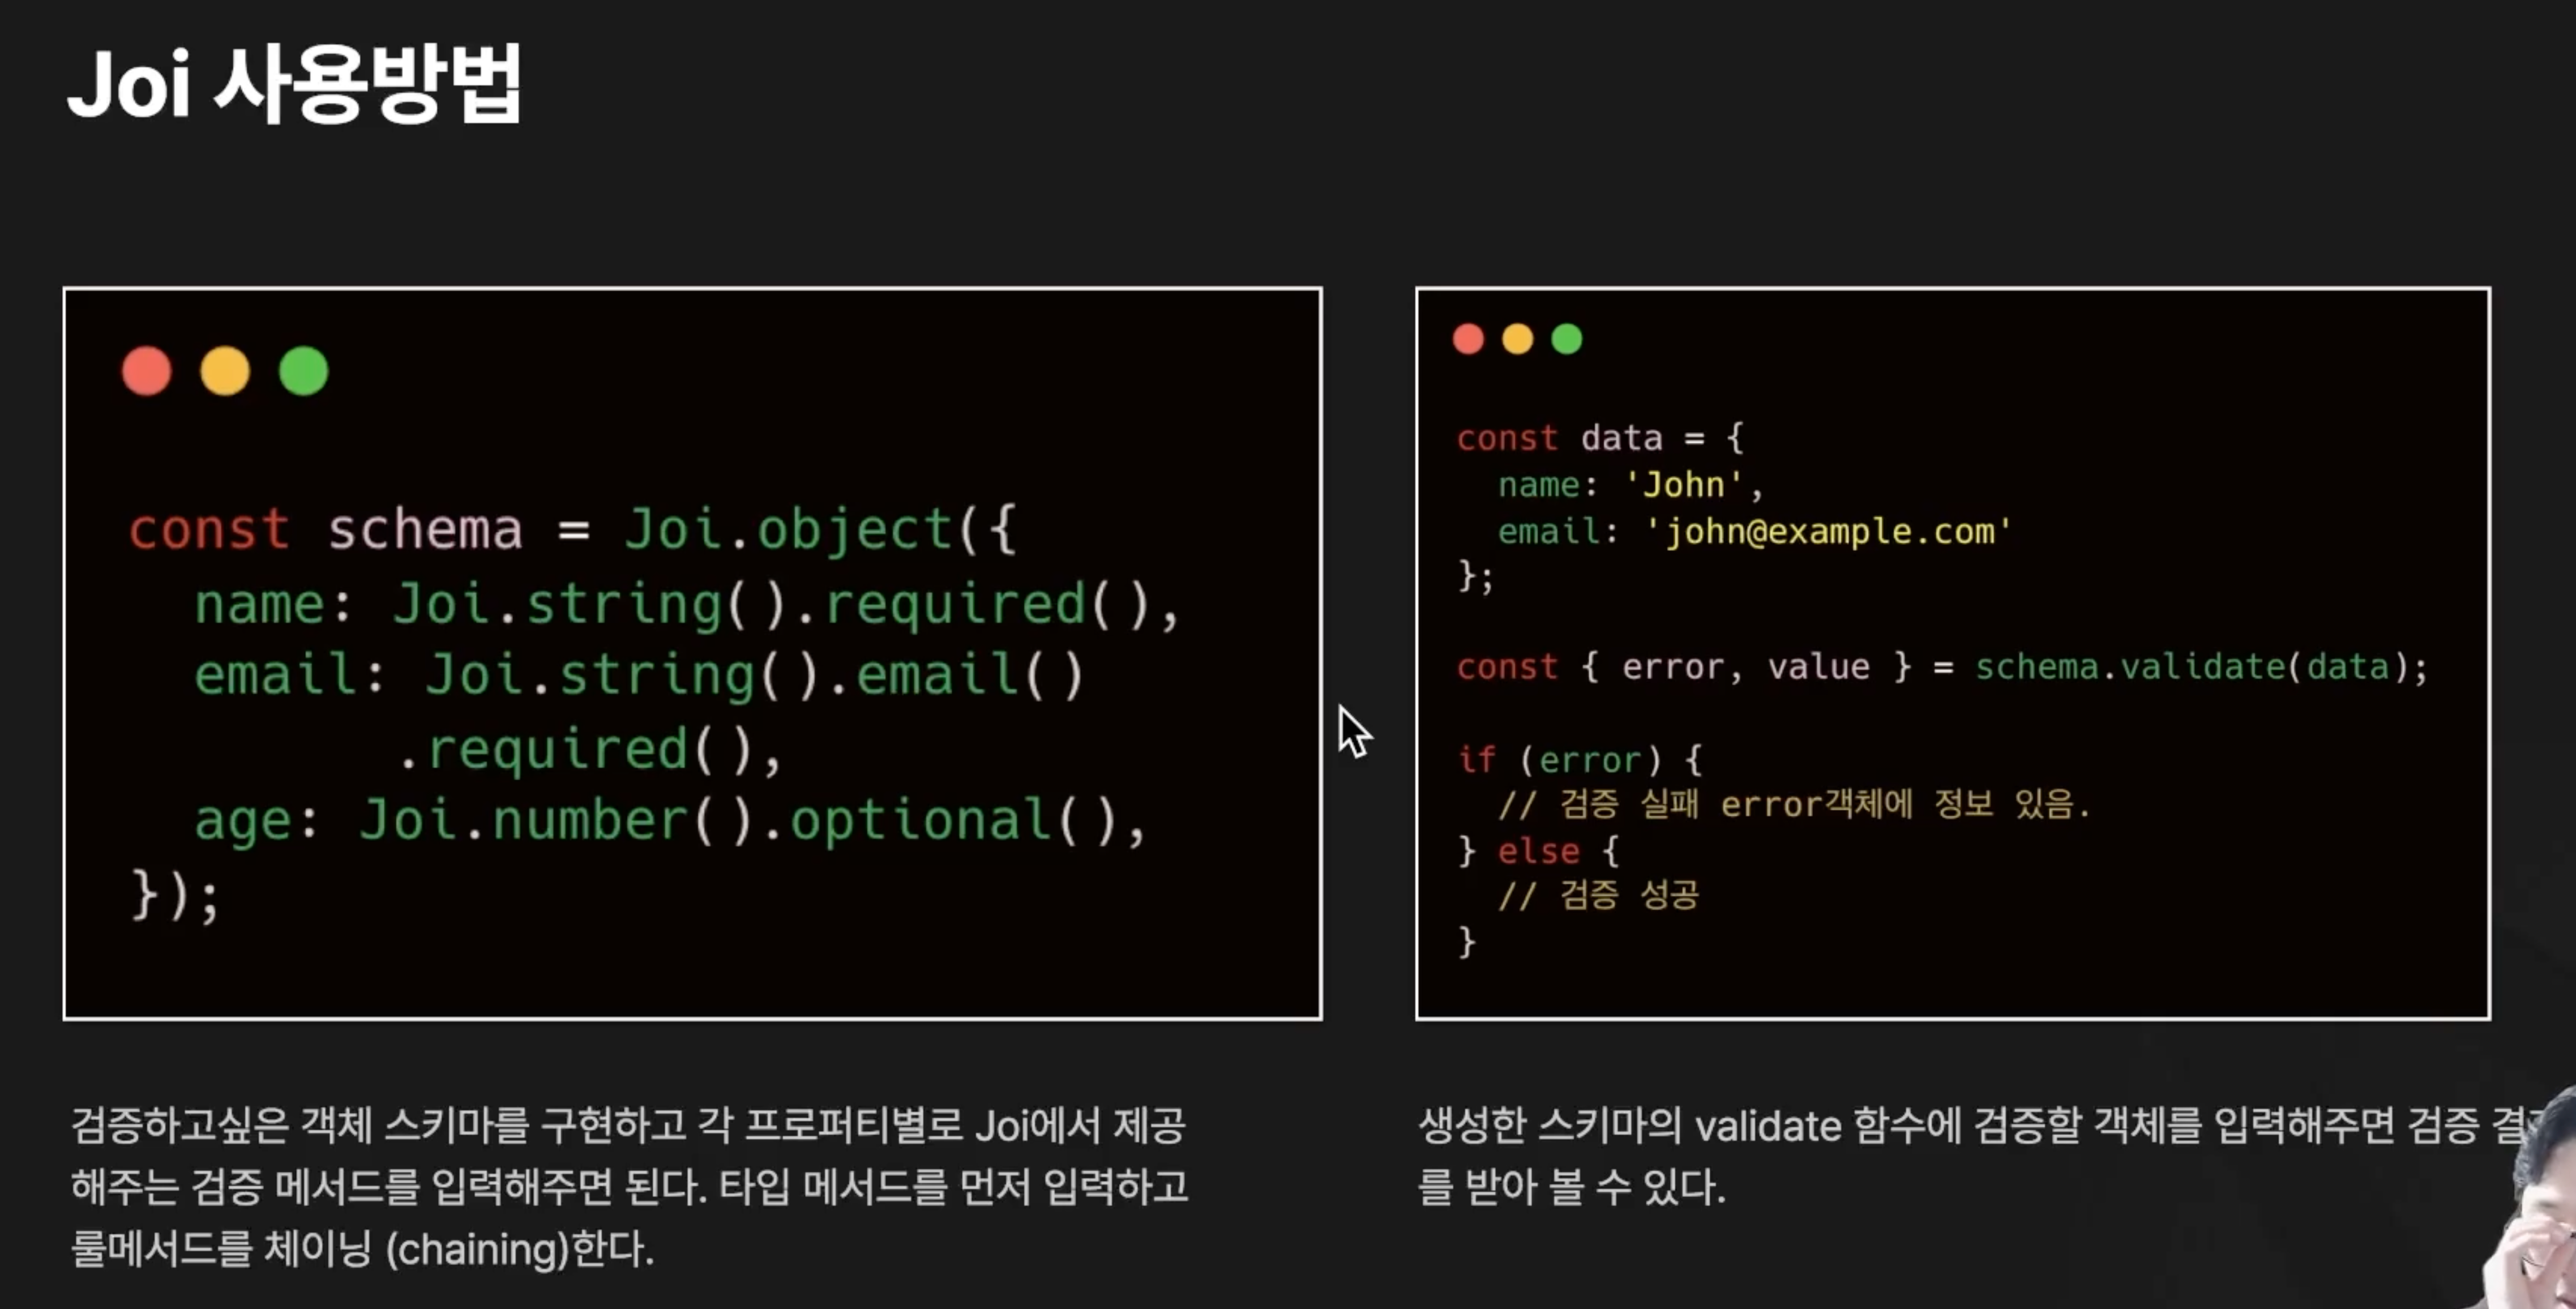 Joi 사용방법
const schema = Joi.object({
  name: Joi.string().required(),
  email: Joi.string().email()
        .required(),
  age: Joi.number().optional(),
});
검증하고싶은 객체 스키마를 구현하고 각 프로퍼티별로 Joi에서 제공
해주는 검증 메서드를 입력해주면 된다. 타입 메서드를 먼저 입력하고
룰메서드를 체이닝 (chaining)한다.
const data = {
  name: 'John',
  email: 'john@example.com'
};
const { error, value } = schema.validate(data);
if (error) {
  // 검증 실패 error객체에 정보 있음.
} else {
  // 검증 성공
}
생성한 스키마의 validate 함수에 검증할 객체를 입력해주면 검증
를 받아 볼 수 있다.